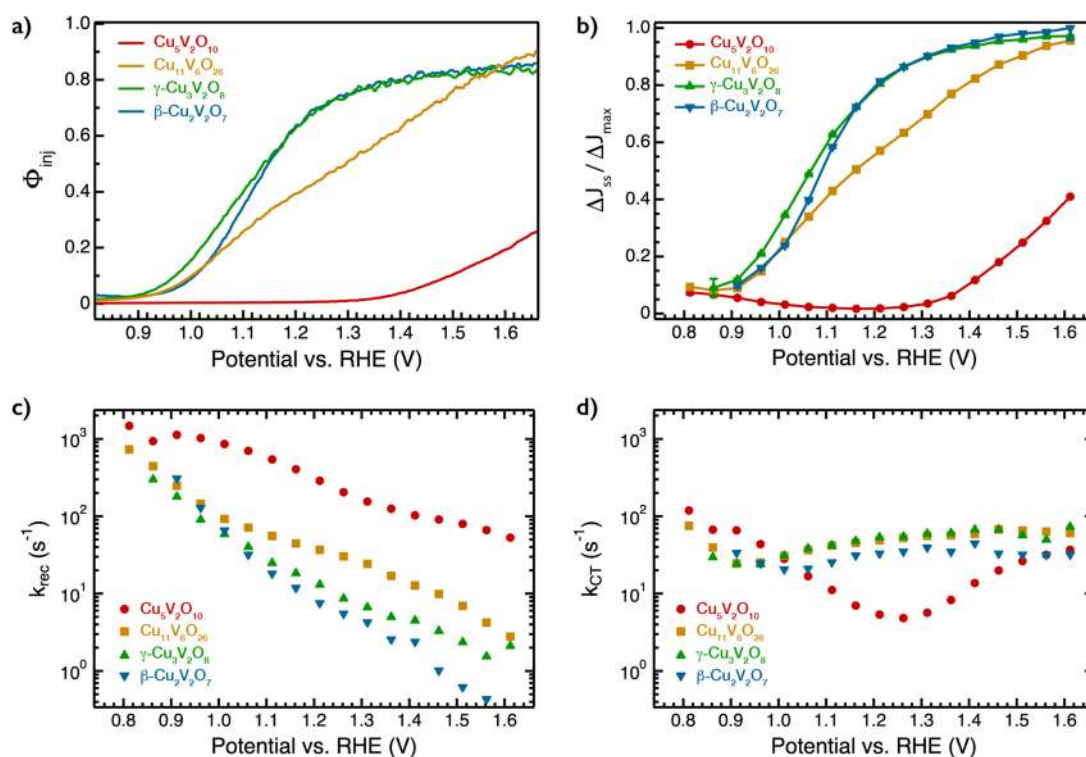 a)
Cu₅V₂O₁₀
Cu₁₁V₆O₂₆
γ-Cu₃V₂O₈
β-Cu₂V₂O₇
1.0
0.8
0.6
0.4
0.2
0
Φinj
0.9 1.0 1.1 1.2 1.3 1.4 1.5 1.6
Potential vs. RHE (V)
b)
Cu₅V₂O₁₀
Cu₁₁V₆O₂₆
γ-Cu₃V₂O₈
β-Cu₂V₂O₇
1.0
0.8
0.6
0.4
0.2
0
ΔJss / ΔJmax
0.8 0.9 1.0 1.1 1.2 1.3 1.4 1.5 1.6
Potential vs. RHE (V)
c)
10³
10²
10¹
10⁰
krec (s⁻¹)
Cu₅V₂O₁₀
Cu₁₁V₆O₂₆
γ-Cu₃V₂O₈
β-Cu₂V₂O₇
0.8 0.9 1.0 1.1 1.2 1.3 1.4 1.5 1.6
Potential vs. RHE (V)
d)
10³
10²
10¹
10⁰
kCT (s⁻¹)
Cu₅V₂O₁₀
Cu₁₁V₆O₂₆
γ-Cu₃V₂O₈
β-Cu₂V₂O₇
0.8 0.9 1.0 1.1 1.2 1.3 1.4 1.5 1.6
Potential vs. RHE (V)